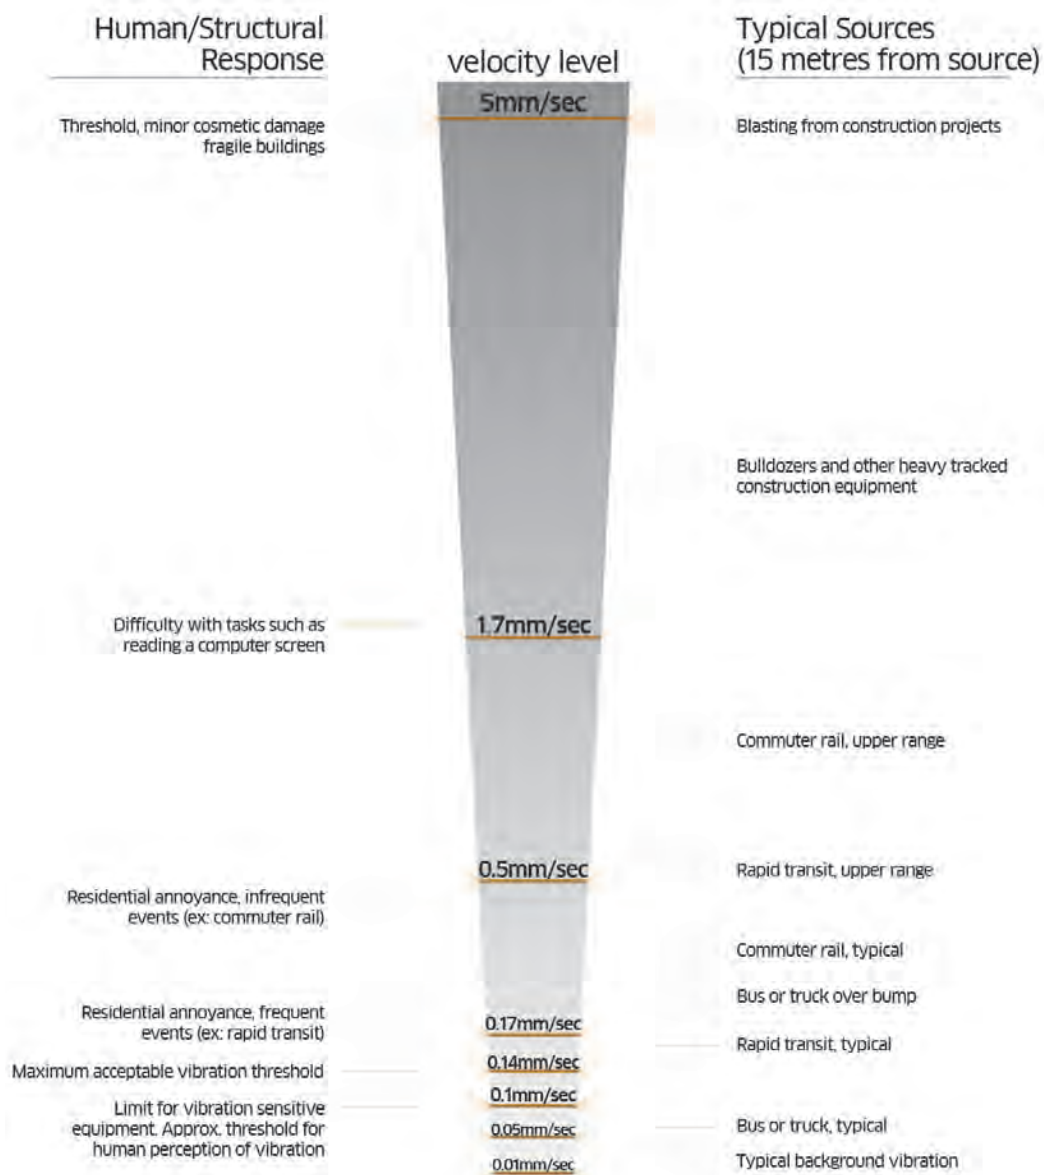 Human/Structural
Response
velocity level
Typical Sources
(15 metres from source)
5mm/sec
Threshold, minor cosmetic damage
fragile buildings
Blasting from construction projects
Bulldozers and other heavy tracked
construction equipment
1.7mm/sec
Difficulty with tasks such as
reading a computer screen
Commuter rail, upper range
0.5mm/sec
Rapid transit, upper range
Residential annoyance, infrequent
events (ex: commuter rail)
Commuter rail, typical
Bus or truck over bump
Residential annoyance, frequent
events (ex: rapid transit)
0.17mm/sec
Rapid transit, typical
0.14mm/sec
Maximum acceptable vibration threshold
0.1mm/sec
Limit for vibration sensitive
equipment. Approx. threshold for
human perception of vibration
0.05mm/sec
Bus or truck, typical
0.01mm/sec
Typical background vibration